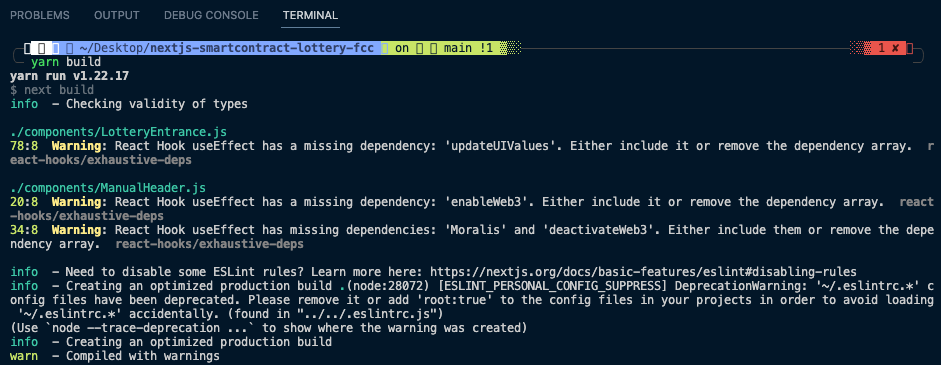 PROBLEMS OUTPUT DEBUG CONSOLE TERMINAL
~/Desktop/nextjs-smartcontract-lottery-fcc on main !1 1 ✘
yarn build
yarn run v1.22.17
$ next build
info - Checking validity of types
./components/LotteryEntrance.js
78:8 Warning: React Hook useEffect has a missing dependency: 'updateUIValues'. Either include it or remove the dependency array. r
eact-hooks/exhaustive-deps
./components/ManualHeader.js
20:8 Warning: React Hook useEffect has a missing dependency: 'enableWeb3'. Either include it or remove the dependency array. react
-hooks/exhaustive-deps
34:8 Warning: React Hook useEffect has missing dependencies: 'Moralis' and 'deactivateWeb3'. Either include them or remove the depe
ndency array. react-hooks/exhaustive-deps
info - Need to disable some ESLint rules? Learn more here: https://nextjs.org/docs/basic-features/eslint#disabling-rules
info - Creating an optimized production build .(node:28072) [ESLINT_PERSONAL_CONFIG_SUPPRESS] DeprecationWarning: '~/.eslintrc.*' c
onfig files have been deprecated. Please remove it or add 'root:true' to the config files in your projects in order to avoid loading
'~/.eslintrc.*' accidentally. (found in "../../.eslintrc.js")
(Use `node --trace-deprecation ...` to show where the warning was created)
info - Creating an optimized production build
warn - Compiled with warnings